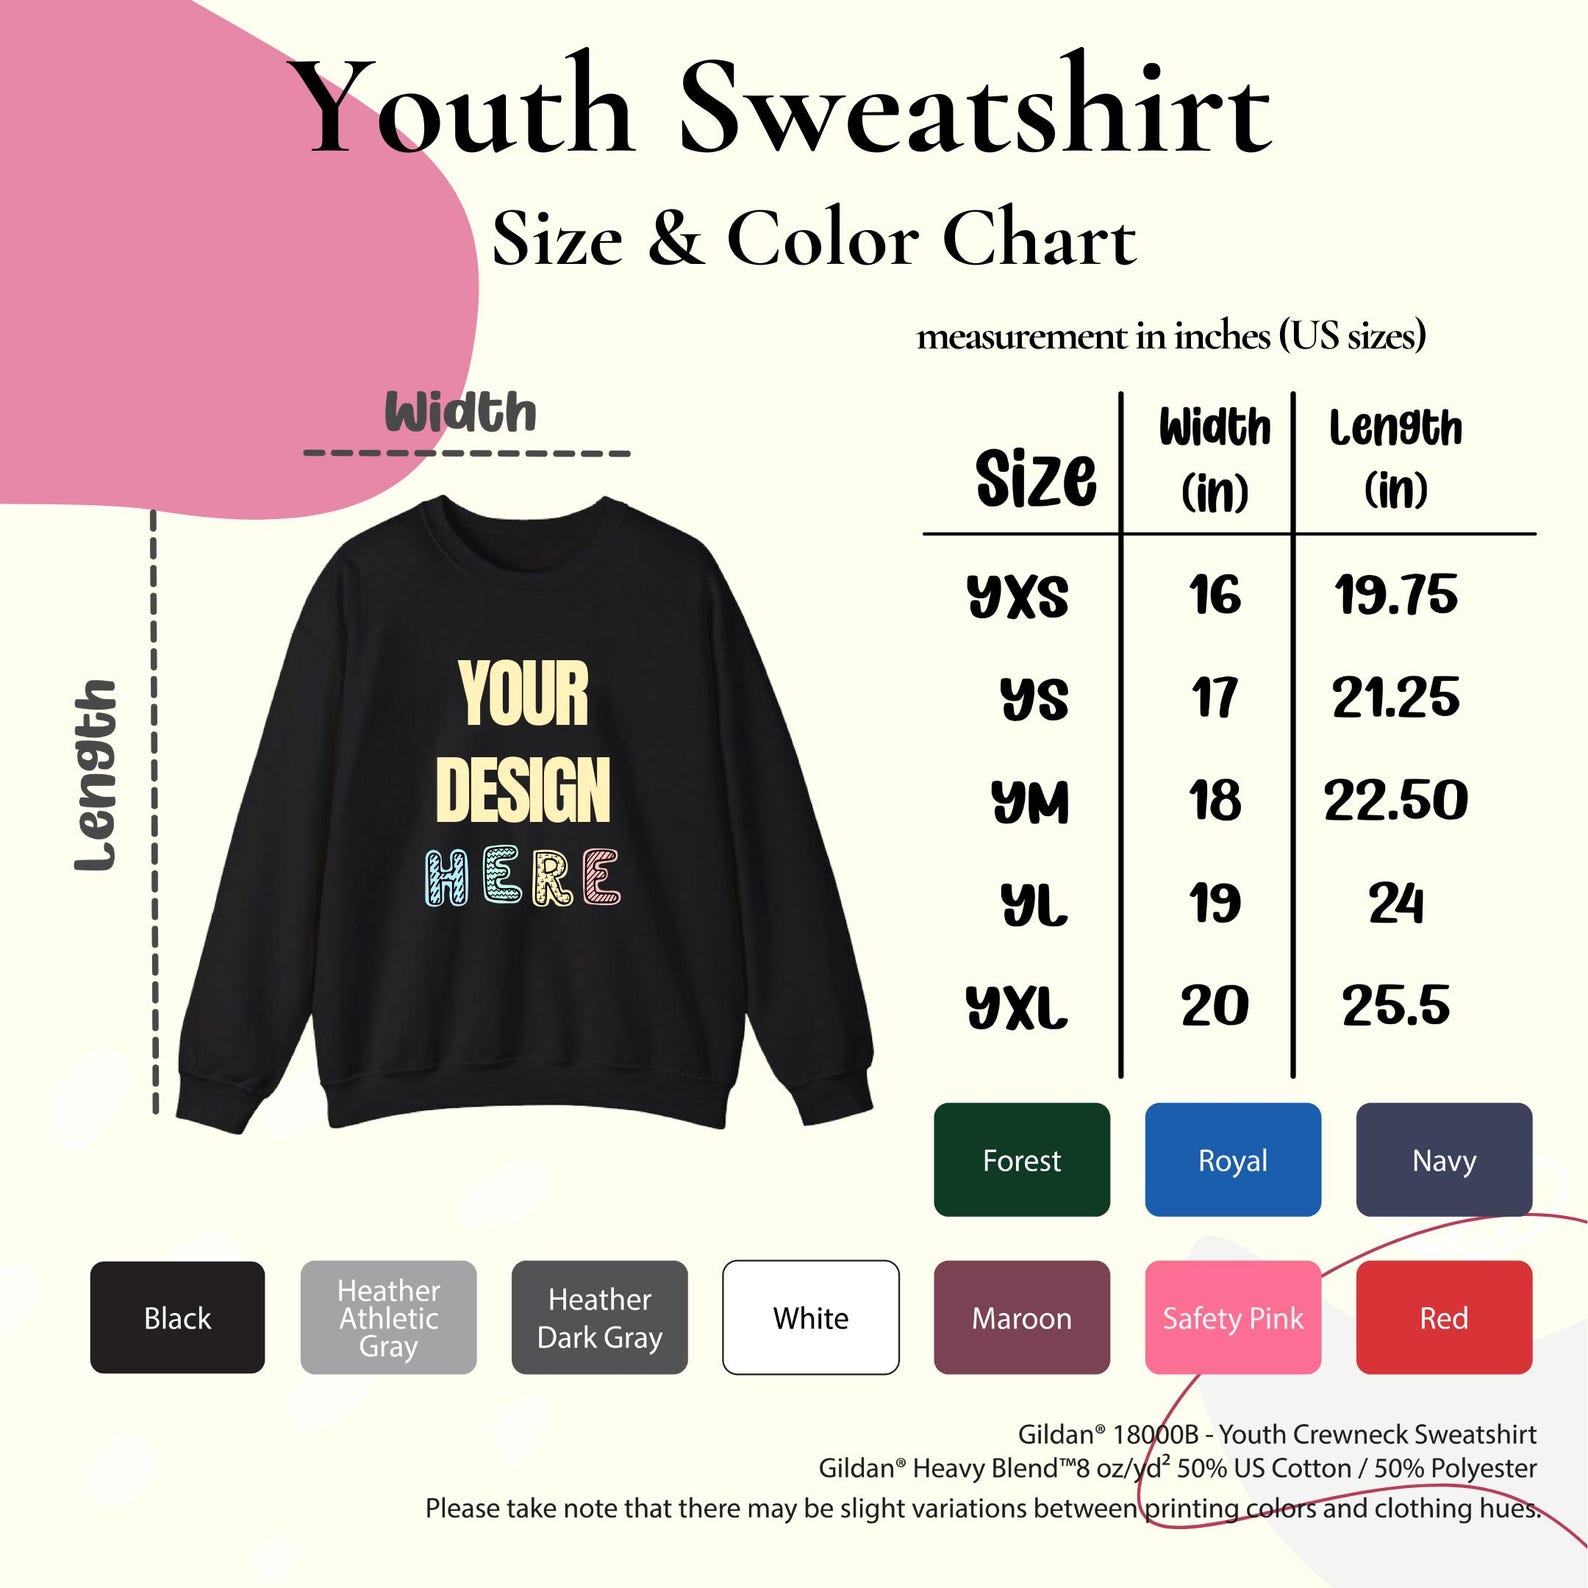 Youth Sweatshirt
Size & Color Chart
measurement in inches (US sizes)
Width
Length
YOUR
DESIGN
HERE
Size Width (in) Length (in)
YXS 16 19.75
YS 17 21.25
YM 18 22.50
YL 19 24
YXL 20 25.5
Forest
Royal
Navy
Black
Heather
Athletic
Gray
Heather
Dark Gray
White
Maroon
Safety Pink
Red
Gildan® 18000B - Youth Crewneck Sweatshirt
Gildan® Heavy Blend™8 oz/yd² 50% US Cotton / 50% Polyester
Please take note that there may be slight variations between printing colors and clothing hues.